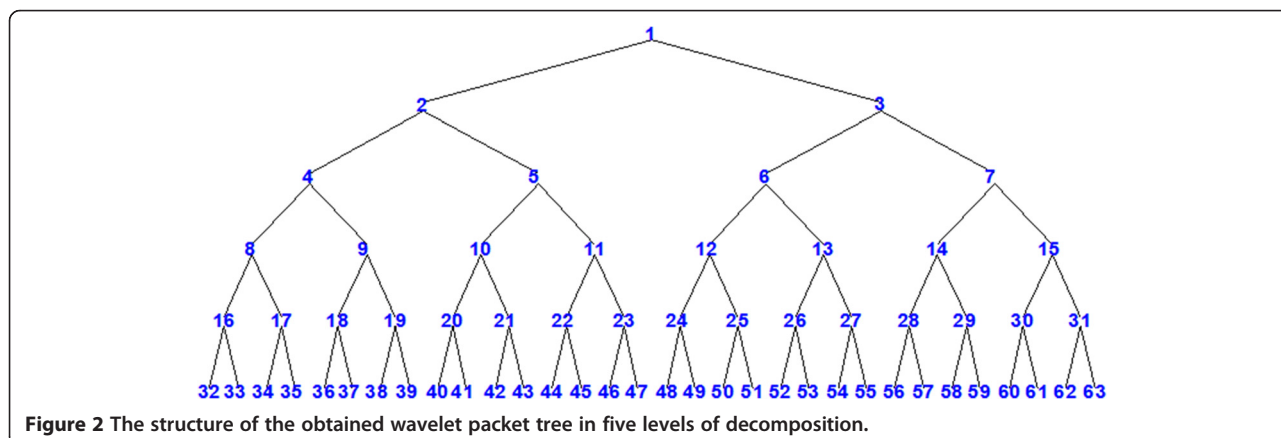 1
2 3
4 5 6 7
8 9 10 11 12 13 14 15
16 17 18 19 20 21 22 23 24 25 26 27 28 29 30 31
32 33 34 35 36 37 38 39 40 41 42 43 44 45 46 47 48 49 50 51 52 53 54 55 56 57 58 59 60 61 62 63
Figure 2 The structure of the obtained wavelet packet tree in five levels of decomposition.